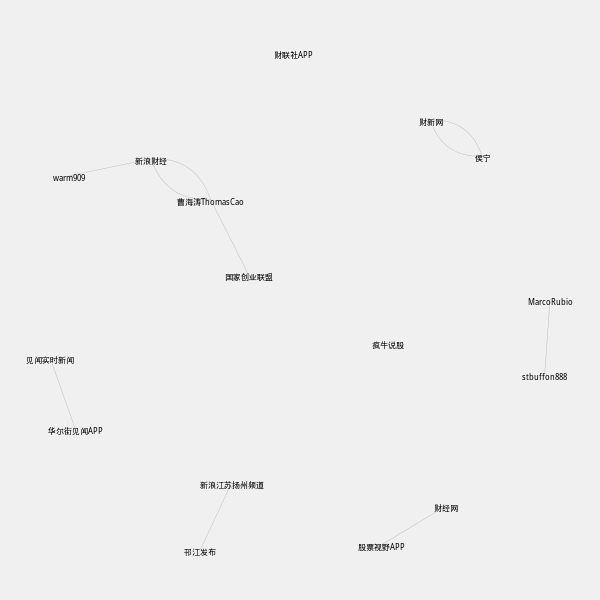 财联社APP
财新网
侯宁
新浪财经
warm909
曹海涛ThomasCao
国家创业联盟
MarcoRubio
疯牛说股
见闻实时新闻
stbuffon888
华尔街见闻APP
新浪江苏扬州频道
财经网
股票视野APP
邗江发布